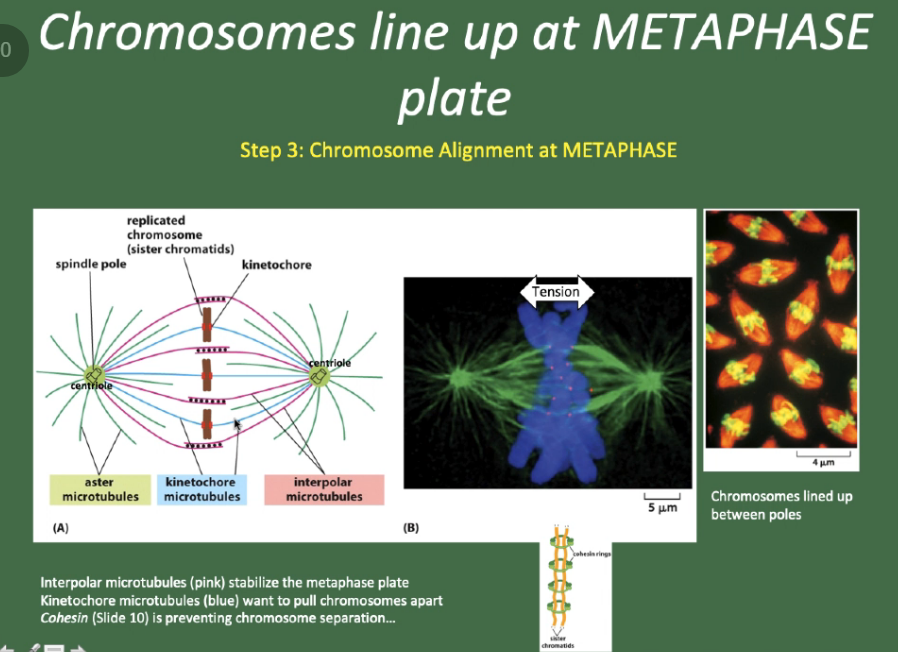 0
Chromosomes line up at METAPHASE
plate
Step 3: Chromosome Alignment at METAPHASE
replicated
chromosome
(sister chromatids)
spindle pole
kinetochore
centriole
centriole
aster
microtubules
kinetochore
microtubules
interpolar
microtubules
(A)
Tension
5 μm
(B)
4 μm
Chromosomes lined up
between poles
cohesin rings
sister
chromatids
Interpolar microtubules (pink) stabilize the metaphase plate
Kinetochore microtubules (blue) want to pull chromosomes apart
Cohesin (Slide 10) is preventing chromosome separation...